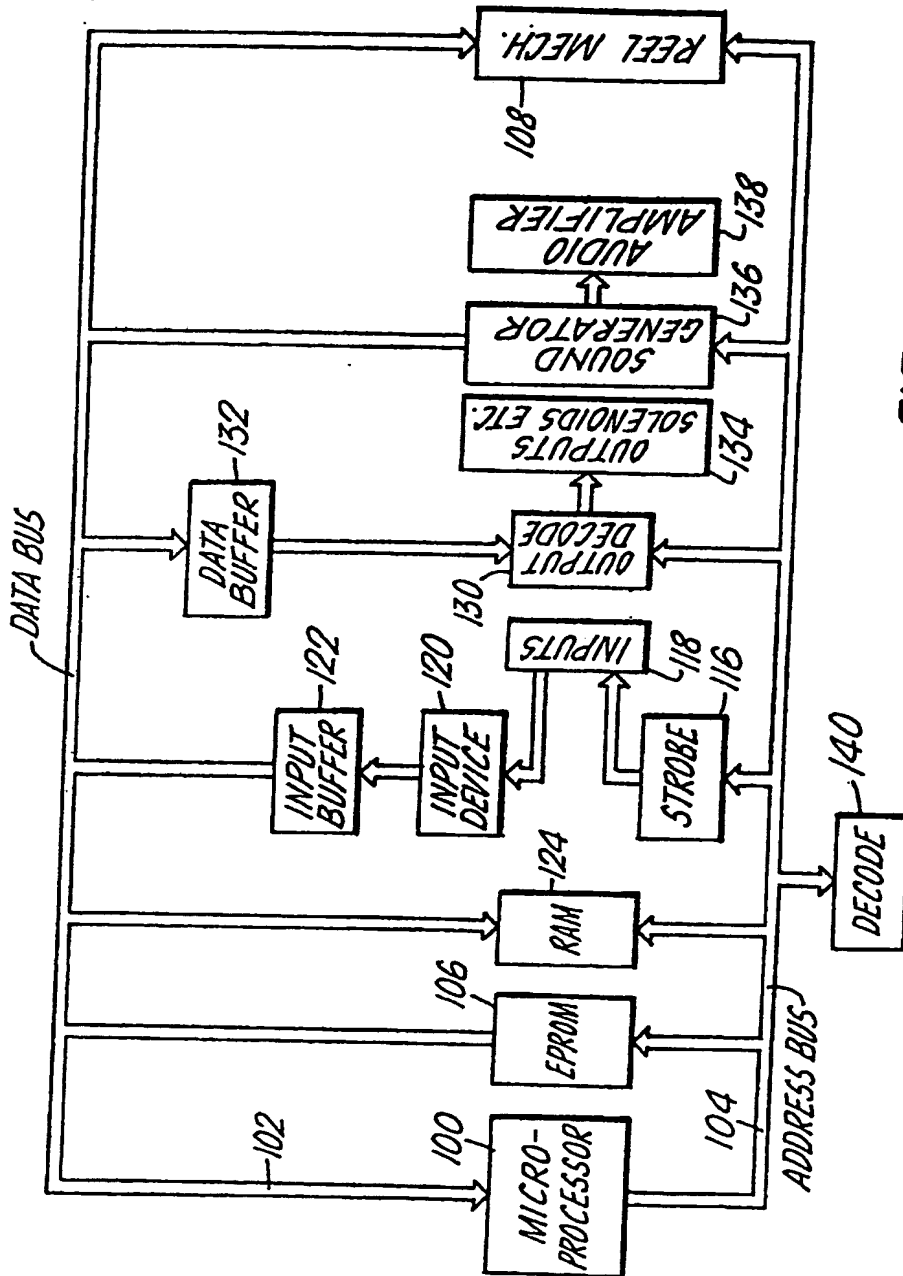 DATA BUS
102
100
MICRO-
PROCESSOR
104
ADDRESS BUS
106
EPROM
124
RAM
122
INPUT
BUFFER
120
INPUT
DEVICE
INPUTS
118
116
STROBE
140
DECODE
132
DATA
BUFFER
130
OUTPUT
DECODE
OUTPUTS
SOLENOIDS ETC.
134
SOUND
GENERATOR
136
AUDIO
AMPLIFIER
138
108
REEL MECH.